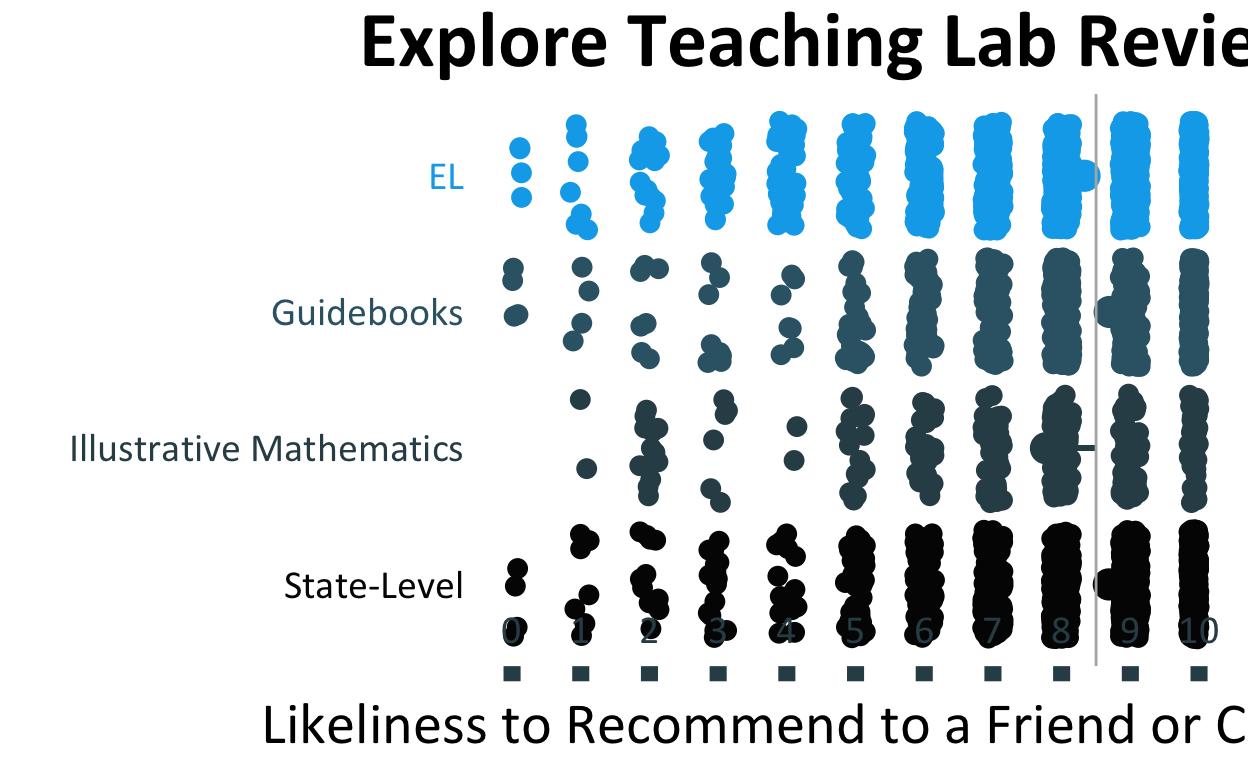 Explore Teaching Lab Revie
EL
Guidebooks
Illustrative Mathematics
State-Level
0 1 2 3 4 5 6 7 8 9 10
Likeliness to Recommend to a Friend or C